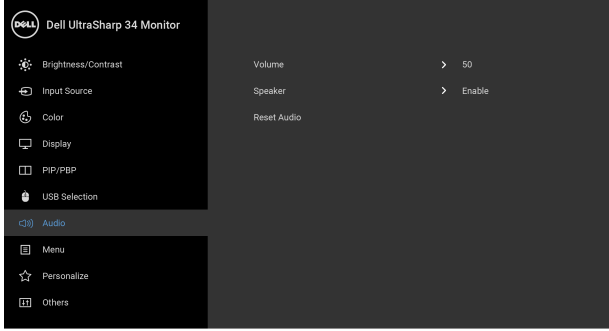 DELL Dell UltraSharp 34 Monitor
Brightness/Contrast
Volume 50
Input Source
Speaker Enable
Color
Reset Audio
Display
PIP/PBP
USB Selection
Audio
Menu
Personalize
Others